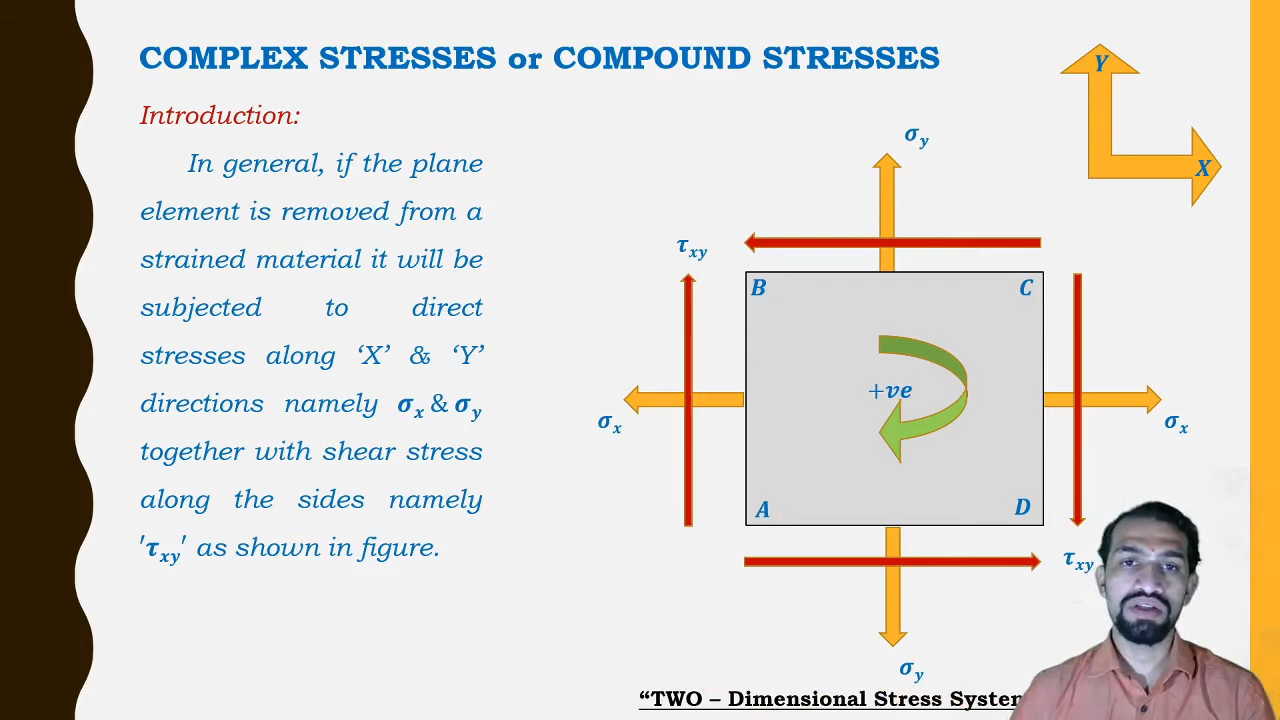 COMPLEX STRESSES or COMPOUND STRESSES
Introduction:
In general, if the plane
element is removed from a
strained material it will be
subjected to direct
stresses along ‘X’ & ‘Y’
directions namely σx & σy
together with shear stress
along the sides namely
'τxy' as shown in figure.
Y
X
σy
τxy
B
C
+ve
σx
σx
A
D
τxy
σy
“TWO – Dimensional Stress System